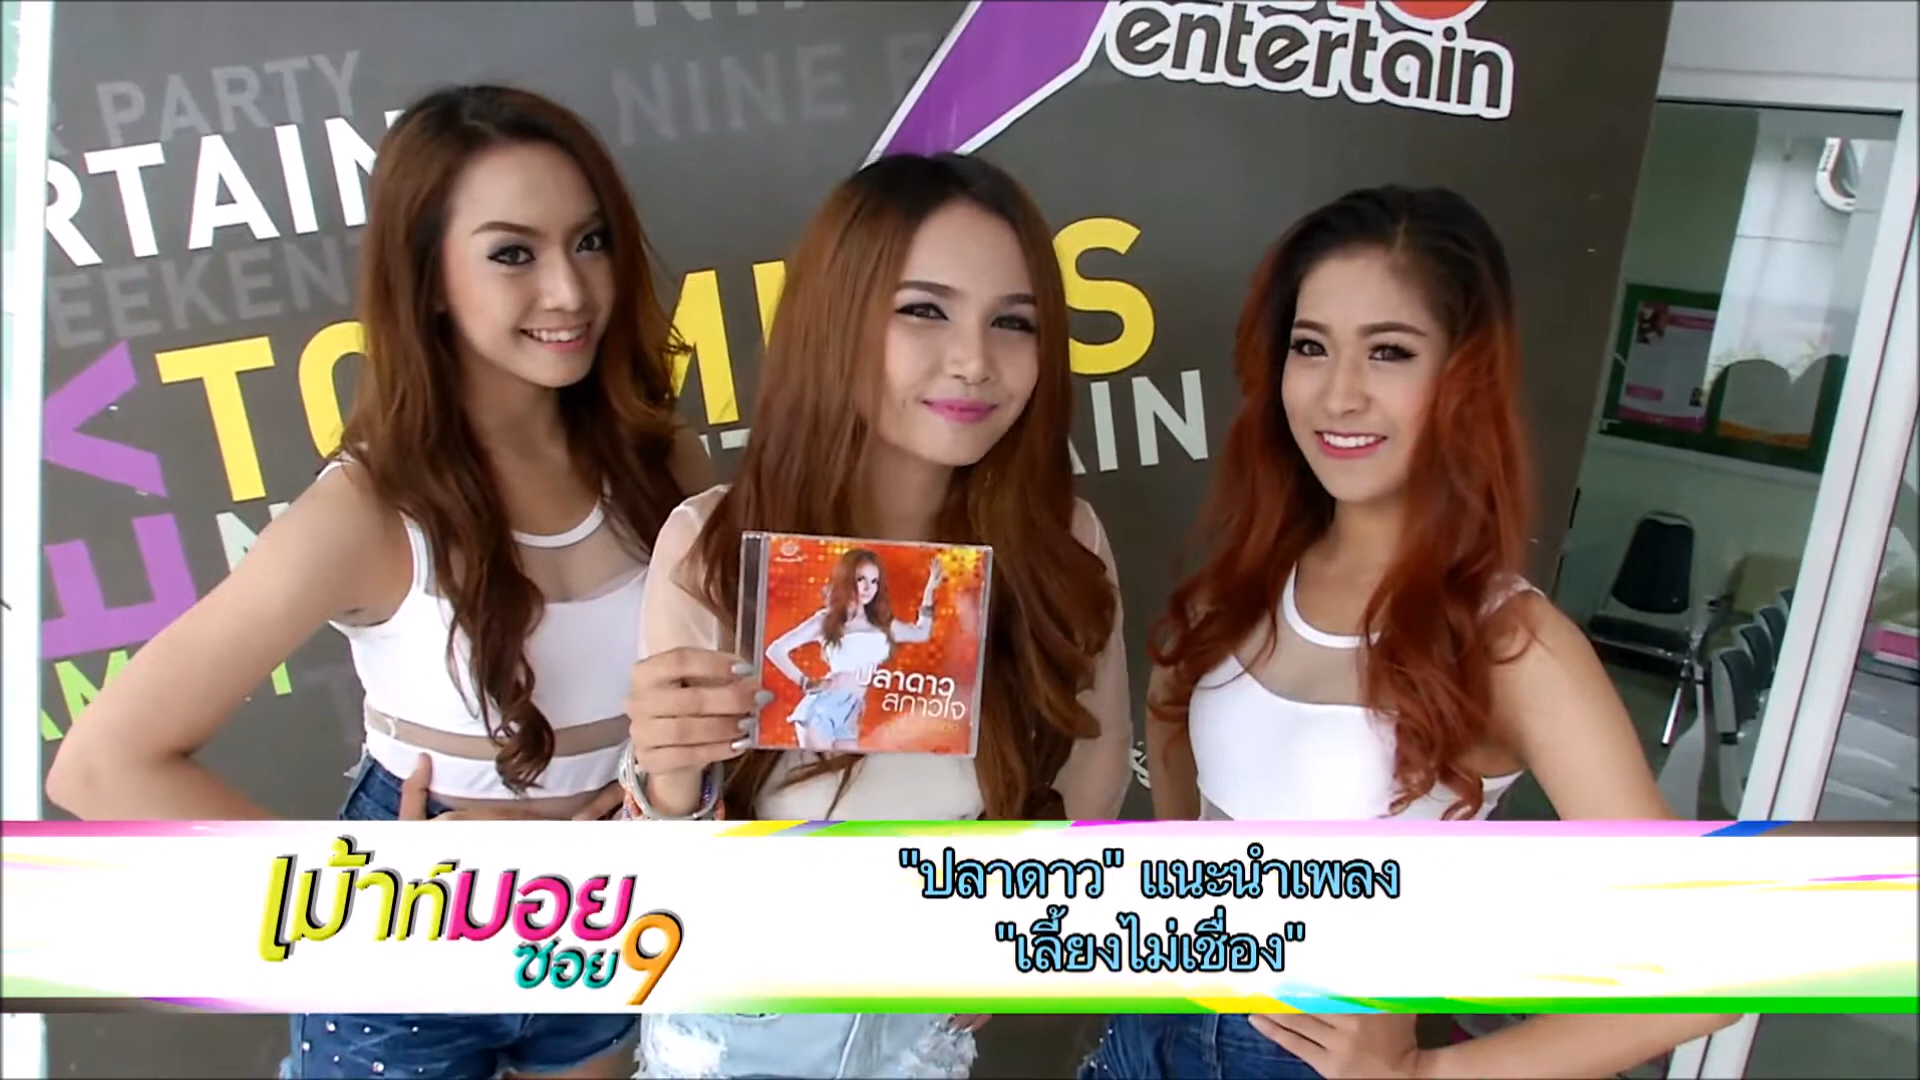 NINE E
entertain
PARTY
RTAIN
EEKEN
TO MI S
AIN
ปลาดาว
สกาวใจ
เม้าท์มอย
ซอย 9
"ปลาดาว" แนะนำเพลง
"เลี้ยงไม่เชื่อง"